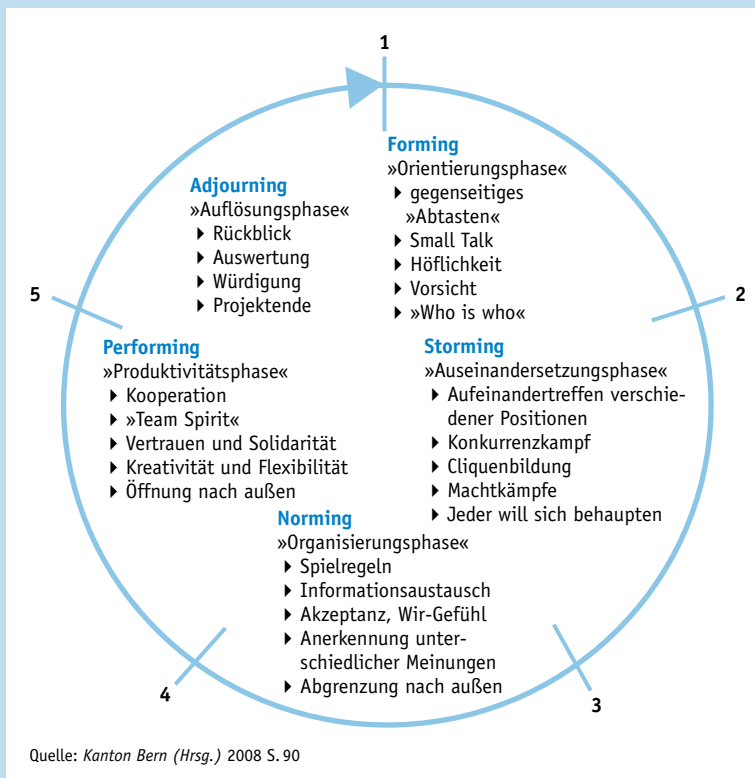 1
Forming
»Orientierungsphase«
▶ gegenseitiges
»Abtasten«
▶ Small Talk
▶ Höflichkeit
▶ Vorsicht
▶ »Who is who«
2
Storming
»Auseinandersetzungsphase«
▶ Aufeinandertreffen verschie-
dener Positionen
▶ Konkurrenzkampf
▶ Cliquenbildung
▶ Machtkämpfe
▶ Jeder will sich behaupten
3
Norming
»Organisierungsphase«
▶ Spielregeln
▶ Informationsaustausch
▶ Akzeptanz, Wir-Gefühl
▶ Anerkennung unter-
schiedlicher Meinungen
▶ Abgrenzung nach außen
4
Performing
»Produktivitätsphase«
▶ Kooperation
▶ »Team Spirit«
▶ Vertrauen und Solidarität
▶ Kreativität und Flexibilität
▶ Öffnung nach außen
5
Adjourning
»Auflösungsphase«
▶ Rückblick
▶ Auswertung
▶ Würdigung
▶ Projektende
Quelle: Kanton Bern (Hrsg.) 2008 S. 90